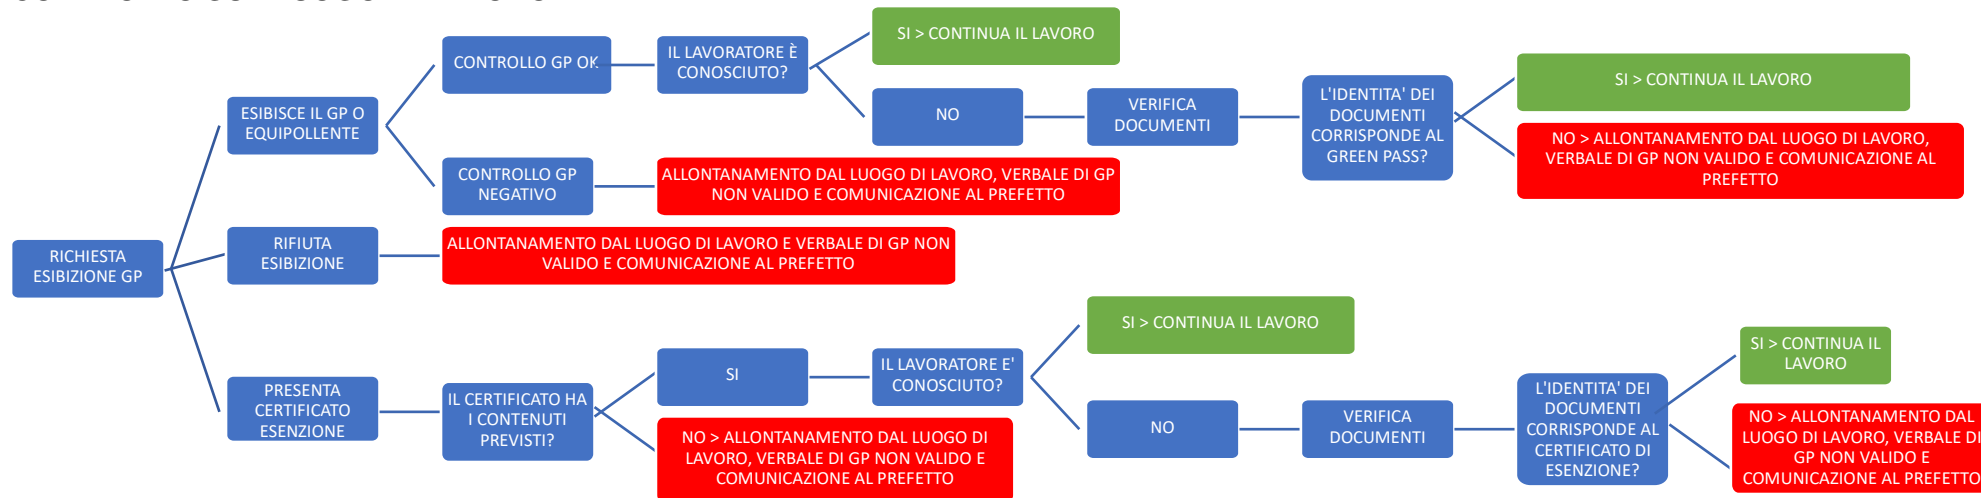 SI > CONTINUA IL LAVORO
CONTROLLO GP OK
IL LAVORATORE È
CONOSCIUTO?
SI > CONTINUA IL LAVORO
ESIBISCE IL GP O
EQUIPOLLENTE
NO
VERIFICA
DOCUMENTI
L'IDENTITA' DEI
DOCUMENTI
CORRISPONDE AL
GREEN PASS?
NO > ALLONTANAMENTO DAL LUOGO DI LAVORO,
VERBALE DI GP NON VALIDO E COMUNICAZIONE AL
PREFETTO
CONTROLLO GP
NEGATIVO
ALLONTANAMENTO DAL LUOGO DI LAVORO, VERBALE DI GP
NON VALIDO E COMUNICAZIONE AL PREFETTO
RICHIESTA
ESIBIZIONE GP
RIFIUTA
ESIBIZIONE
ALLONTANAMENTO DAL LUOGO DI LAVORO E VERBALE DI GP NON
VALIDO E COMUNICAZIONE AL PREFETTO
SI > CONTINUA IL LAVORO
PRESENTA
CERTIFICATO
ESENZIONE
IL CERTIFICATO HA
I CONTENUTI
PREVISTI?
SI
IL LAVORATORE E'
CONOSCIUTO?
SI > CONTINUA IL
LAVORO
NO > ALLONTANAMENTO DAL LUOGO DI
LAVORO, VERBALE DI GP NON VALIDO E
COMUNICAZIONE AL PREFETTO
NO
VERIFICA
DOCUMENTI
L'IDENTITA' DEI
DOCUMENTI
CORRISPONDE AL
CERTIFICATO DI
ESENZIONE?
NO > ALLONTANAMENTO DAL
LUOGO DI LAVORO, VERBALE DI
GP NON VALIDO E
COMUNICAZIONE AL PREFETTO